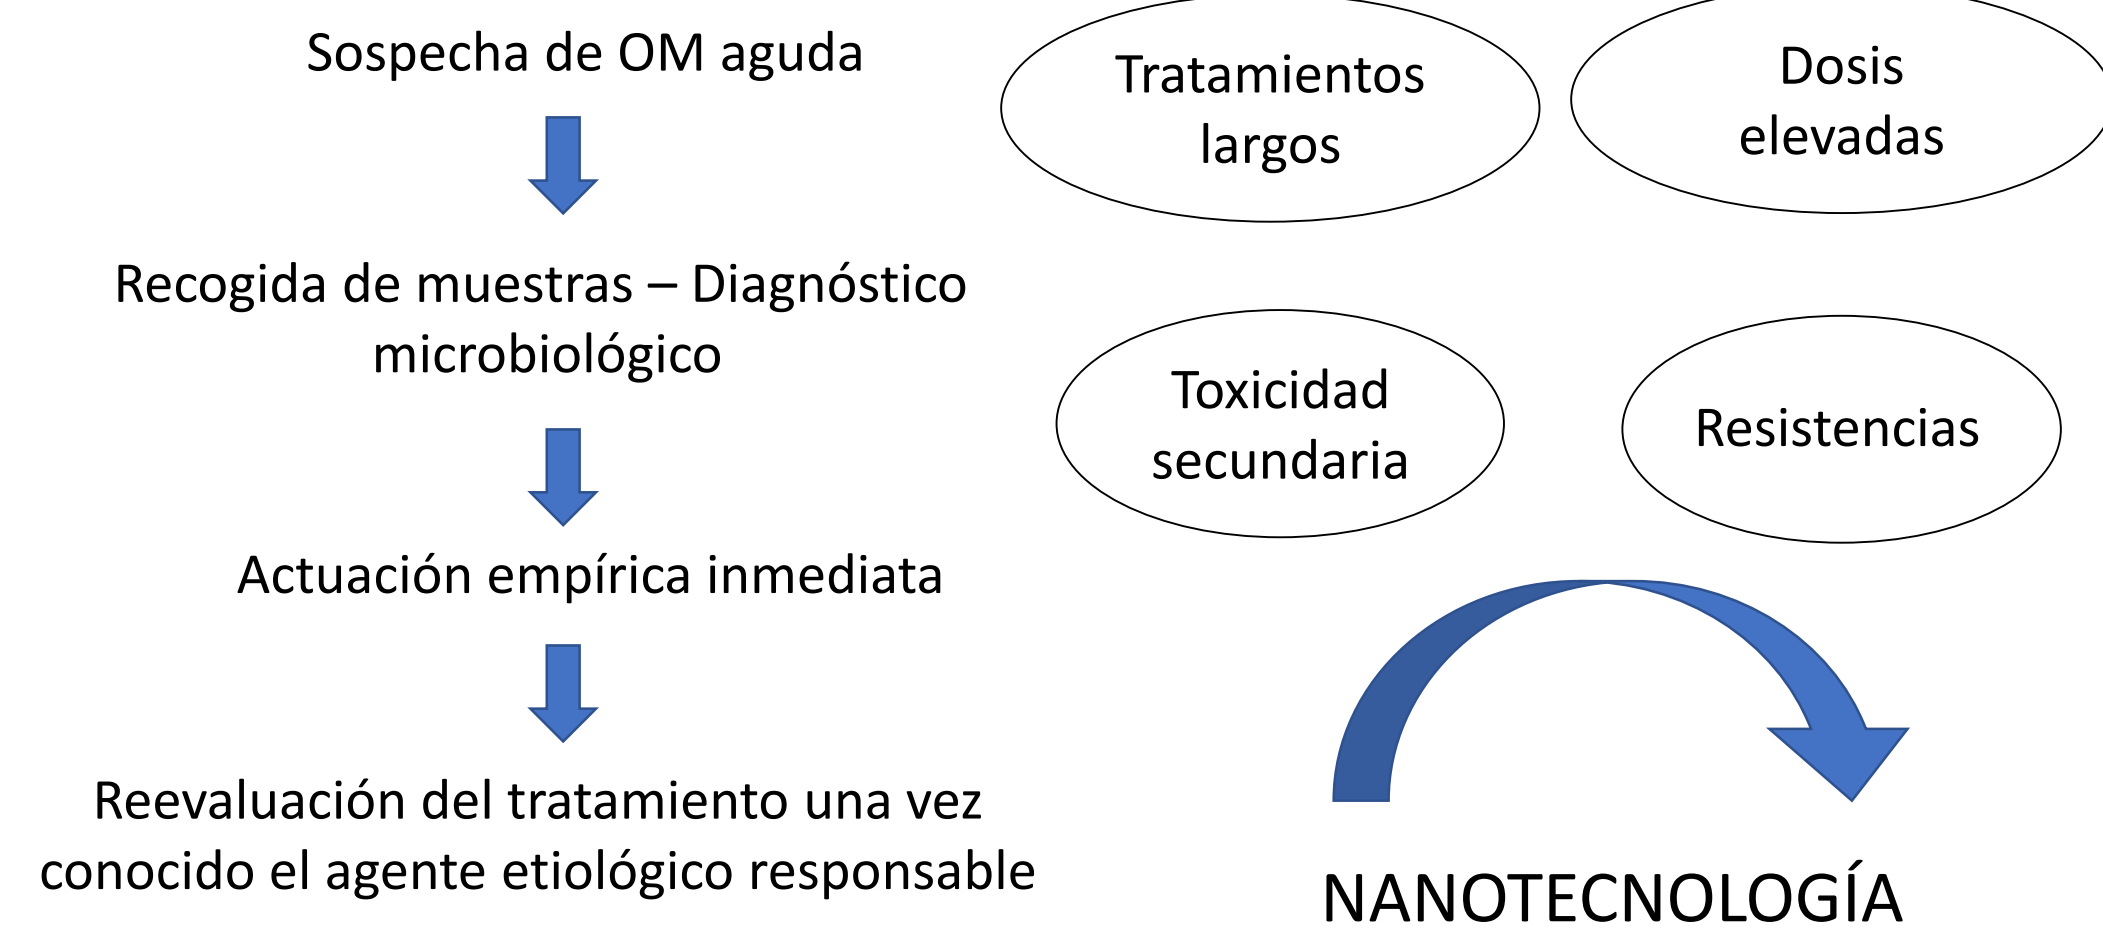 Sospecha de OM aguda
Recogida de muestras – Diagnóstico
microbiológico
Actuación empírica inmediata
Reevaluación del tratamiento una vez
conocido el agente etiológico responsable
Tratamientos
largos
Dosis
elevadas
Toxicidad
secundaria
Resistencias
NANOTECNOLOGÍA